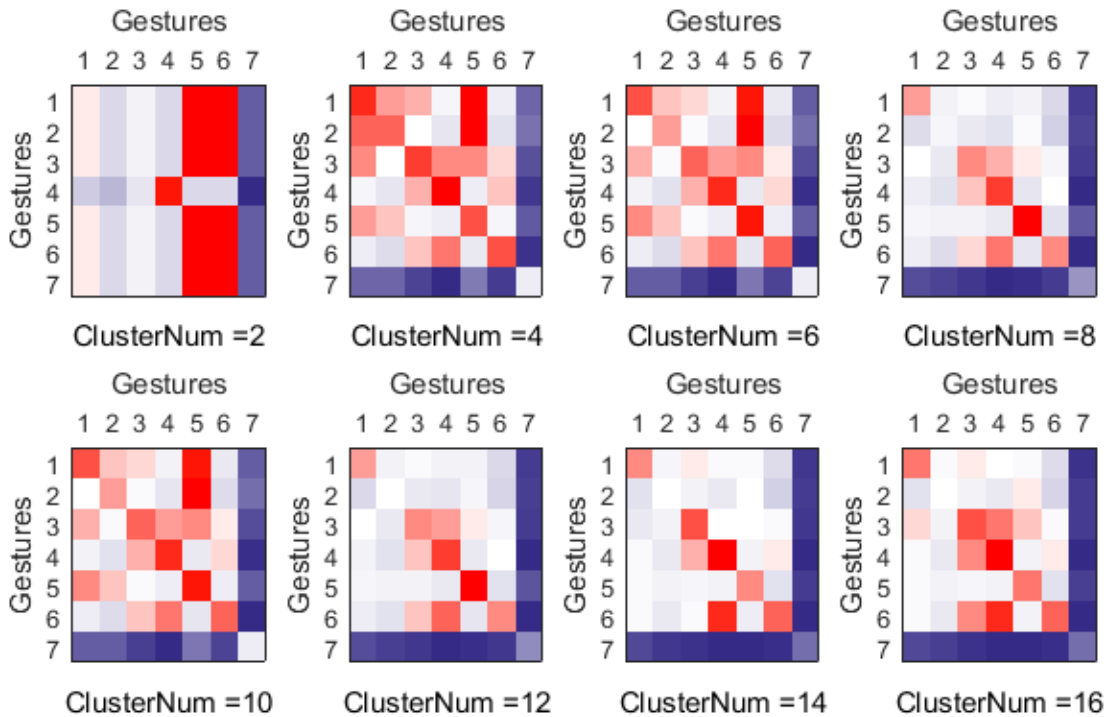 Gestures Gestures Gestures Gestures
1 2 3 4 5 6 7 1 2 3 4 5 6 7 1 2 3 4 5 6 7 1 2 3 4 5 6 7
Gestures Gestures Gestures Gestures
1 1 1 1
2 2 2 2
3 3 3 3
4 4 4 4
5 5 5 5
6 6 6 6
7 7 7 7
ClusterNum =2 ClusterNum =4 ClusterNum =6 ClusterNum =8
Gestures Gestures Gestures Gestures
1 2 3 4 5 6 7 1 2 3 4 5 6 7 1 2 3 4 5 6 7 1 2 3 4 5 6 7
Gestures Gestures Gestures Gestures
1 1 1 1
2 2 2 2
3 3 3 3
4 4 4 4
5 5 5 5
6 6 6 6
7 7 7 7
ClusterNum =10 ClusterNum =12 ClusterNum =14 ClusterNum =16